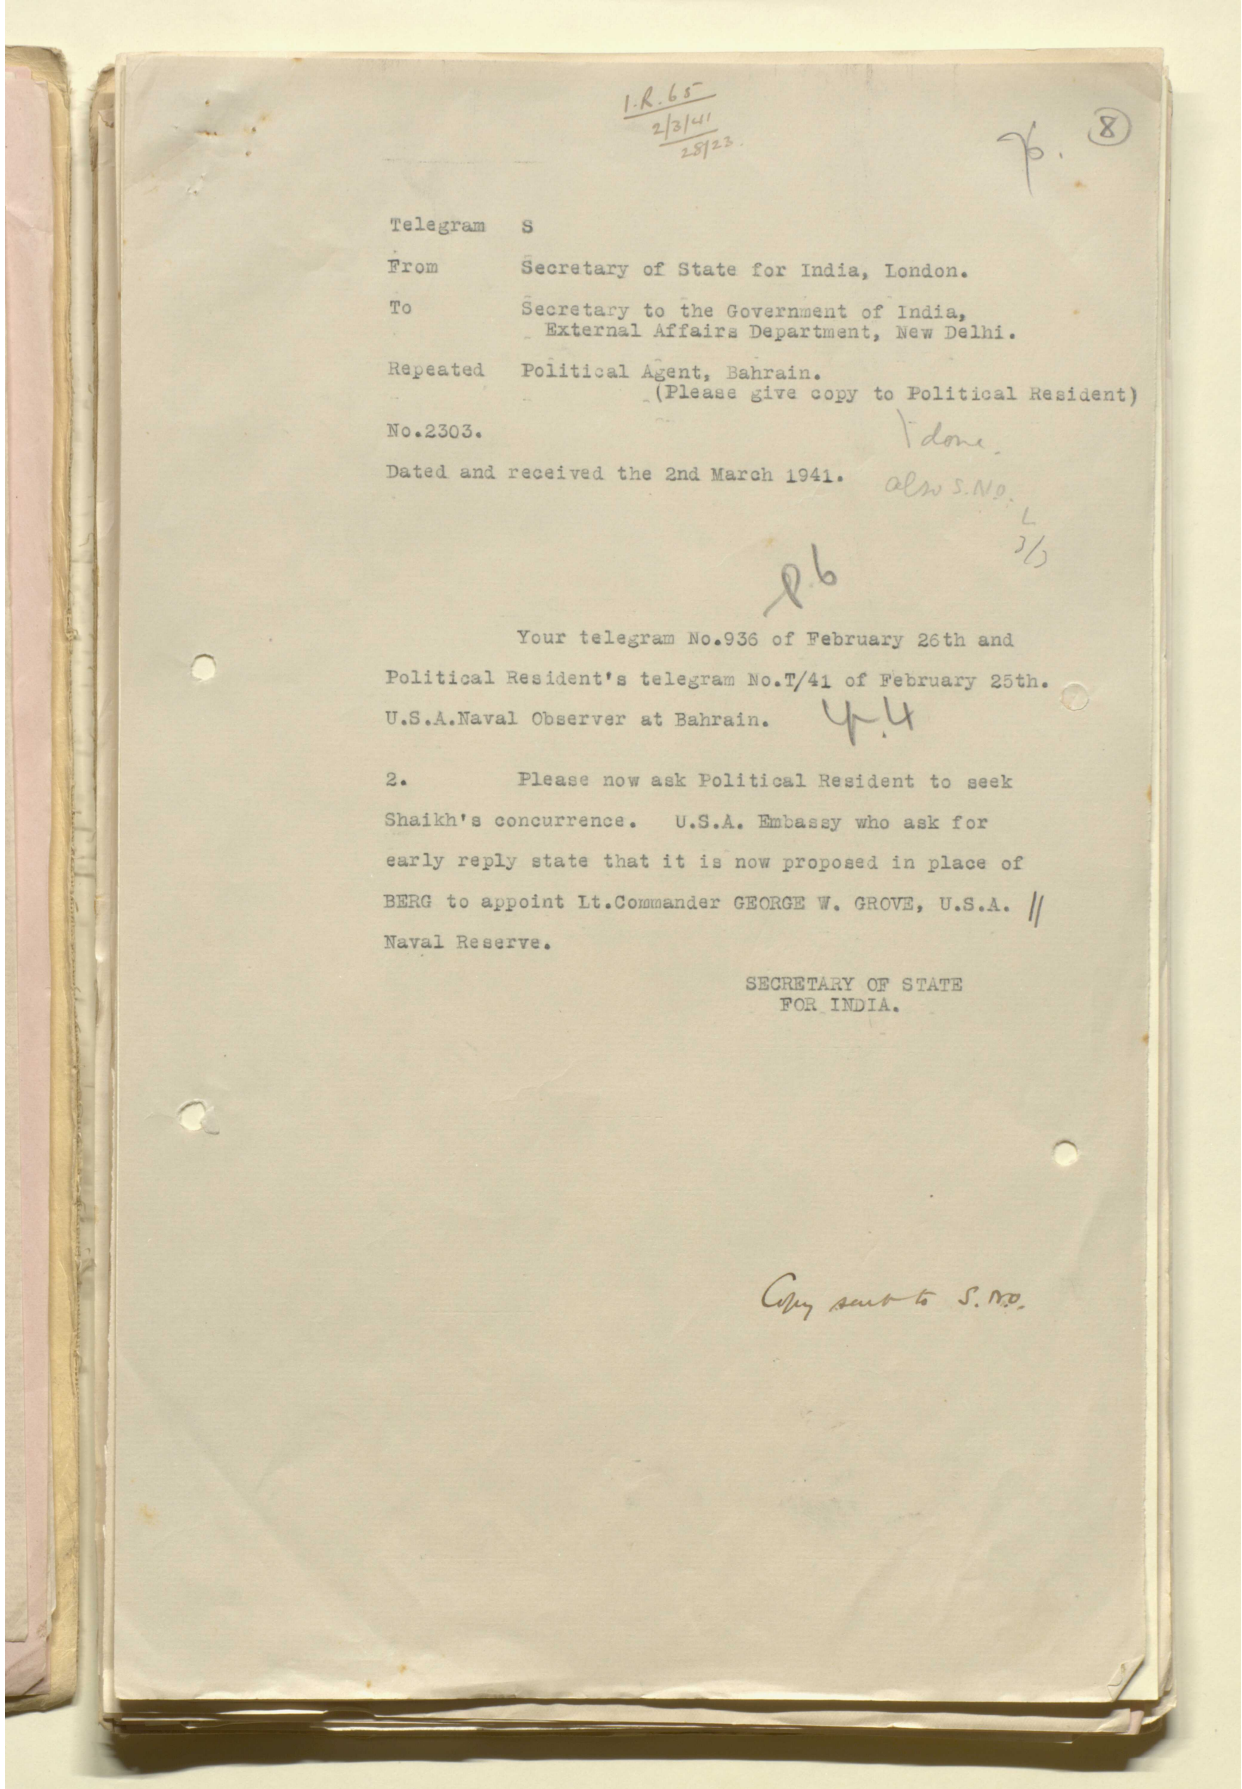 I.R.65
2/3/41
28/23.
8
Telegram S
From Secretary of State for India, London.
To Secretary to the Government of India,
External Affairs Department, New Delhi.
Repeated Political Agent, Bahrain.
(Please give copy to Political Resident)
No.2303.
done.
Dated and received the 2nd March 1941.
also S.N.O.
3/3
p.6
Your telegram No.936 of February 26th and
Political Resident's telegram No.T/41 of February 25th.
U.S.A.Naval Observer at Bahrain.
p.4
2. Please now ask Political Resident to seek
Shaikh's concurrence. U.S.A. Embassy who ask for
early reply state that it is now proposed in place of
BERG to appoint Lt.Commander GEORGE W. GROVE, U.S.A.
Naval Reserve.
SECRETARY OF STATE
FOR INDIA.
Copy sent to S.N.O.